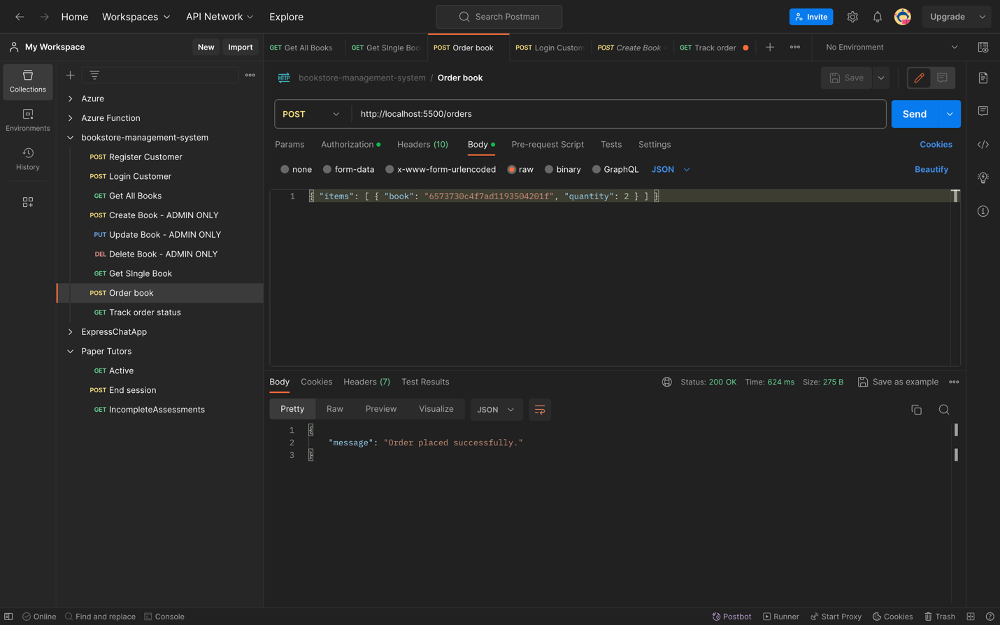 Home Workspaces API Network Explore Search Postman Invite Upgrade
My Workspace New Import
GET Get All Books GET Get SIngle Boo POST Order book POST Login Custom POST Create Book - GET Track order No Environment
Collections
Environments
History
Azure
Azure Function
bookstore-management-system
POST Register Customer
POST Login Customer
GET Get All Books
POST Create Book - ADMIN ONLY
PUT Update Book - ADMIN ONLY
DEL Delete Book - ADMIN ONLY
GET Get SIngle Book
POST Order book
GET Track order status
ExpressChatApp
Paper Tutors
GET Active
POST End session
GET IncompleteAssessments
HTTP bookstore-management-system / Order book Save
POST http://localhost:5500/orders Send
Params Authorization Headers (10) Body Pre-request Script Tests Settings Cookies
none form-data x-www-form-urlencoded raw binary GraphQL JSON Beautify
1 { "items": [ { "book": "6573730c4f7ad1193504201f", "quantity": 2 } ] }
Body Cookies Headers (7) Test Results Status: 200 OK Time: 624 ms Size: 275 B Save as example
Pretty Raw Preview Visualize JSON
1 {
2 "message": "Order placed successfully."
3 }
Online Find and replace Console Postbot Runner Start Proxy Cookies Trash